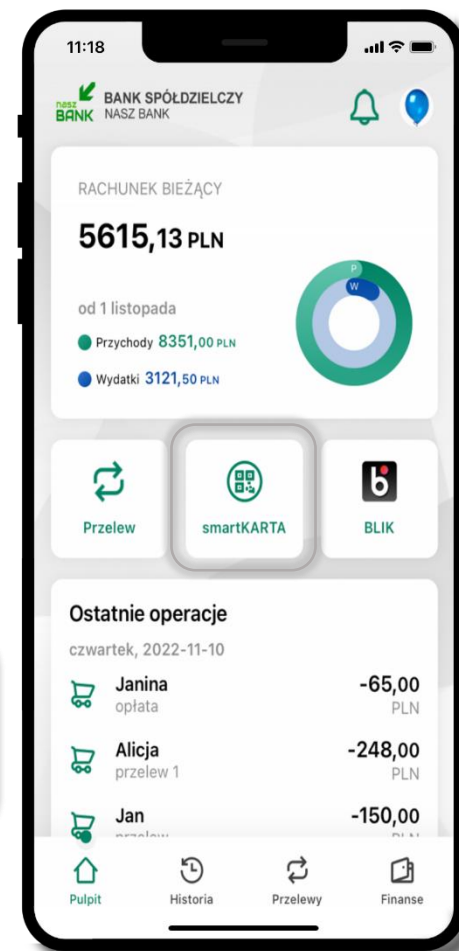 11:18
nasz BANK
BANK SPÓŁDZIELCZY
NASZ BANK
RACHUNEK BIEŻĄCY
5615,13 PLN
od 1 listopada
Przychody 8351,00 PLN
Wydatki 3121,50 PLN
P
W
Przelew
smartKARTA
BLIK
Ostatnie operacje
czwartek, 2022-11-10
Janina -65,00
opłata PLN
Alicja -248,00
przelew 1 PLN
Jan -150,00
Pulpit Historia Przelewy Finanse